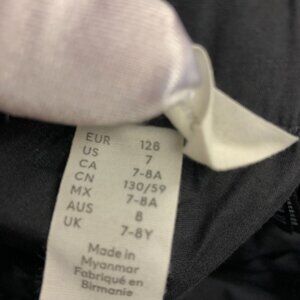 EUR 128
US 7
CA 7-8A
CN 130/59
MX 7-8A
AUS 8
UK 7-8Y
Made in
Myanmar
Fabriqué en
Birmanie